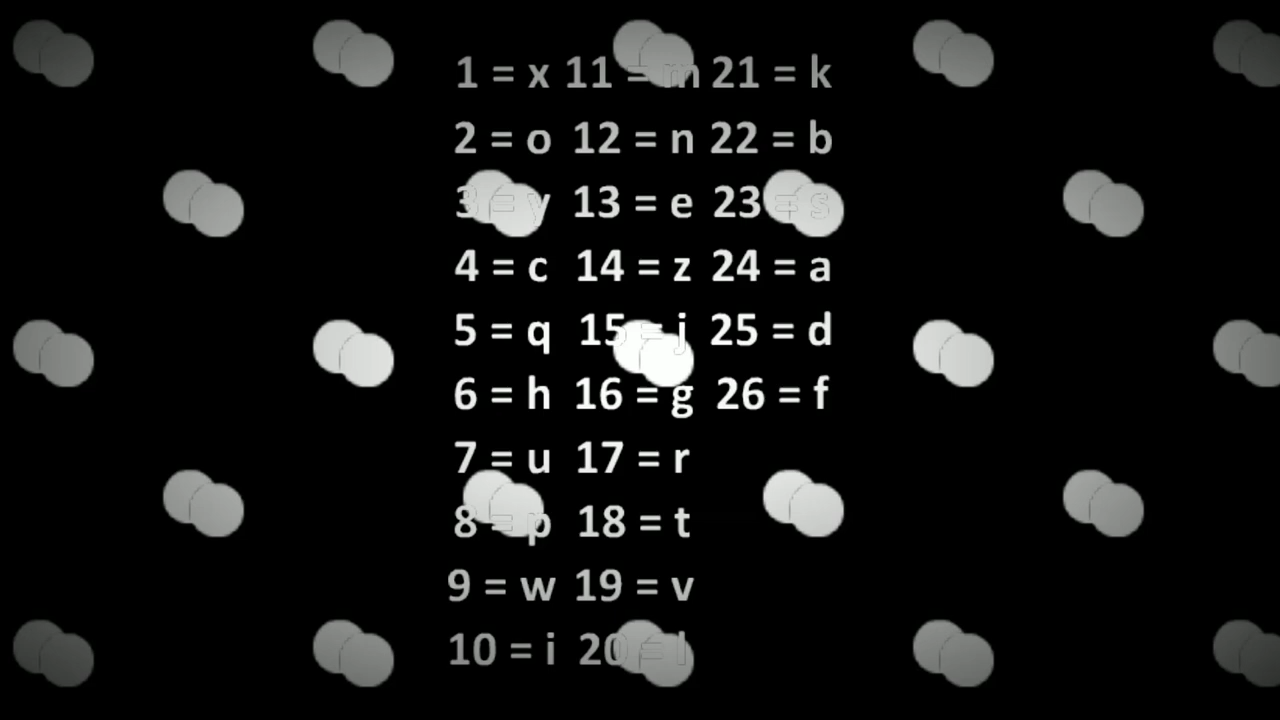 1 = x 11 = m 21 = k
2 = o 12 = n 22 = b
3 = y 13 = e 23 = s
4 = c 14 = z 24 = a
5 = q 15 = j 25 = d
6 = h 16 = g 26 = f
7 = u 17 = r
8 = p 18 = t
9 = w 19 = v
10 = i 20 = l